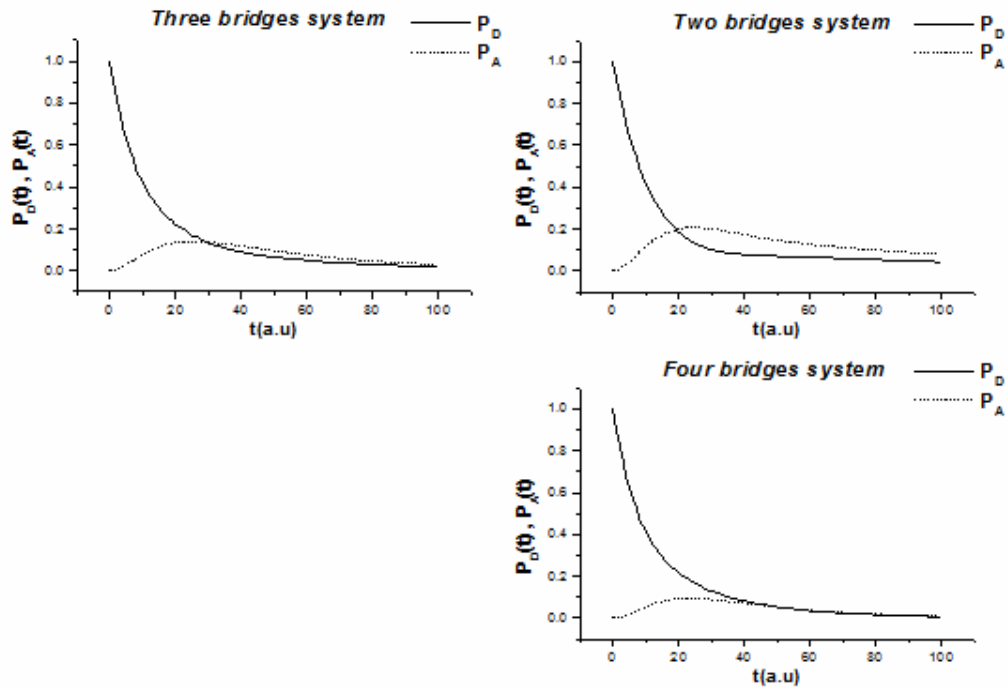 Three bridges system
P_D
P_A
1.0
0.8
0.6
0.4
0.2
0.0
P_D(t) , P_A(t)
0 20 40 60 80 100
t(a.u)
Two bridges system
P_D
P_A
1.0
0.8
0.6
0.4
0.2
0.0
P_D(t) , P_A(t)
0 20 40 60 80 100
t(a.u)
Four bridges system
P_D
P_A
1.0
0.8
0.6
0.4
0.2
0.0
P_D(t) , P_A(t)
0 20 40 60 80 100
t(a.u)